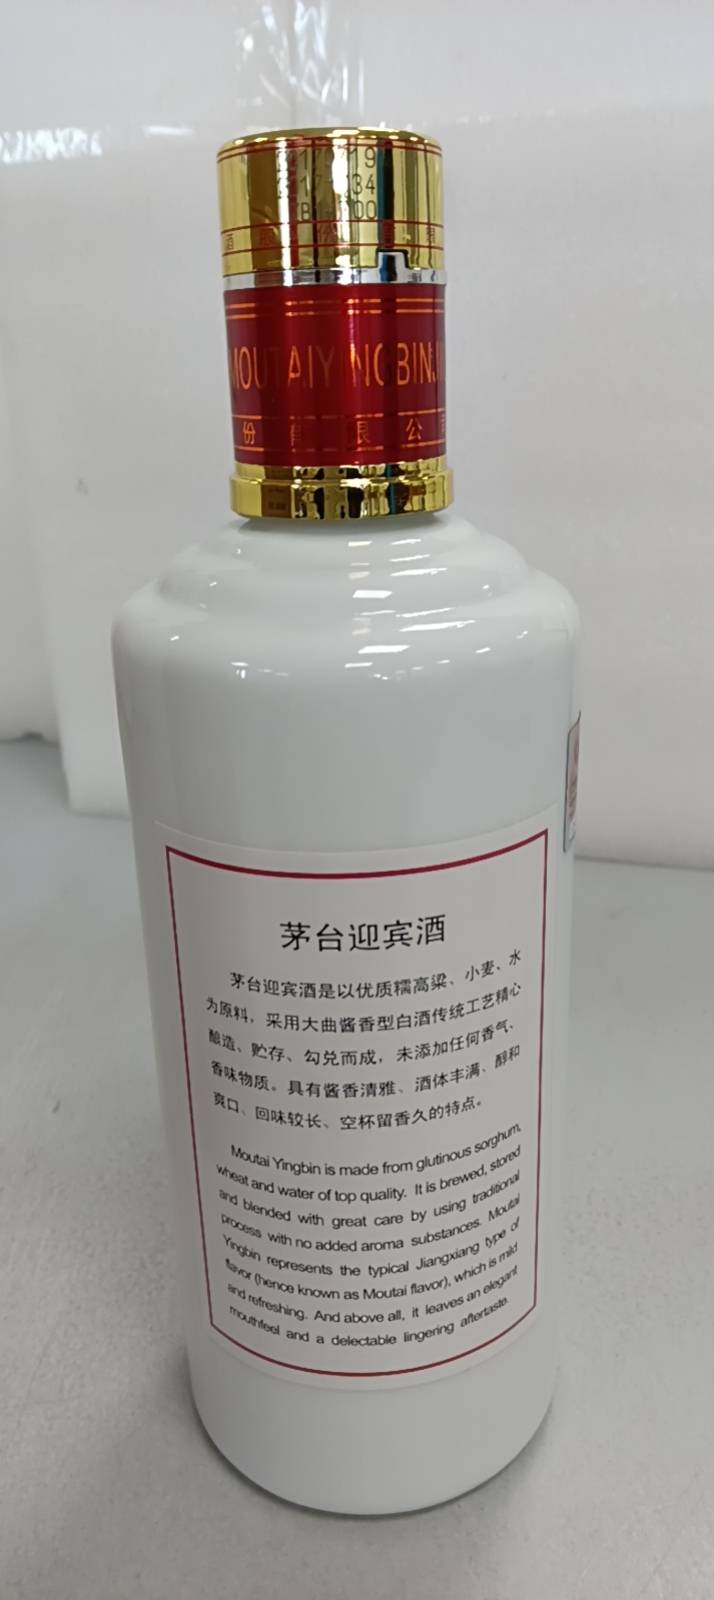 MOUTAIYINGBINJI
份有限公司
茅台迎宾酒
茅台迎宾酒是以优质糯高粱、小麦、水
为原料，采用大曲酱香型白酒传统工艺精心
酿造、贮存、勾兑而成，未添加任何香气、
香味物质。具有酱香清雅、酒体丰满、醇和
爽口、回味较长、空杯留香久的特点。
Moutai Yingbin is made from glutinous sorghum,
wheat and water of top quality. It is brewed, stored
and blended with great care by using traditional
process with no added aroma substances. Moutai
Yingbin represents the typical Jiangxiang type of
flavor (hence known as Moutai flavor), which is mild
and refreshing. And above all, it leaves an elegant
mouthfeel and a delectable lingering aftertaste.